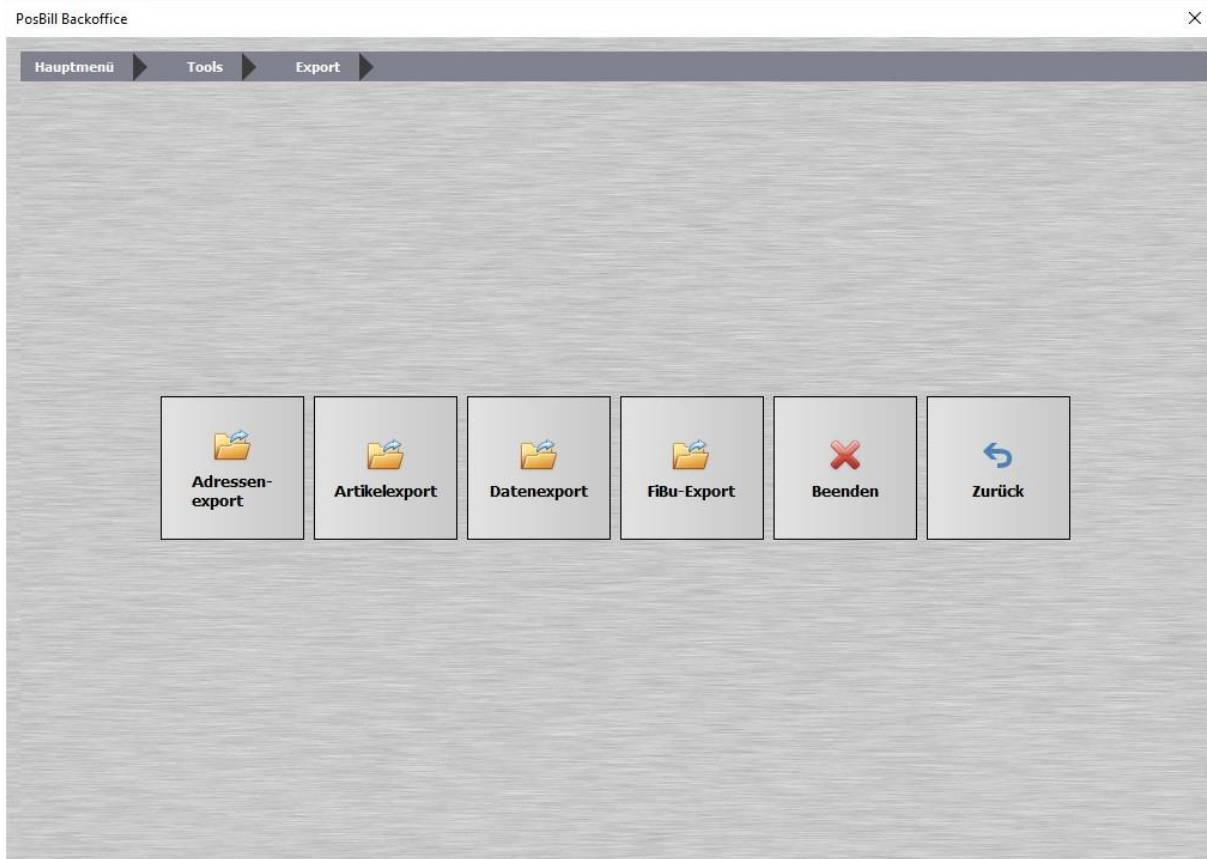 PosBill Backoffice
Hauptmenü Tools Export
Adressen-
export
Artikelexport
Datenexport
FiBu-Export
Beenden
Zurück